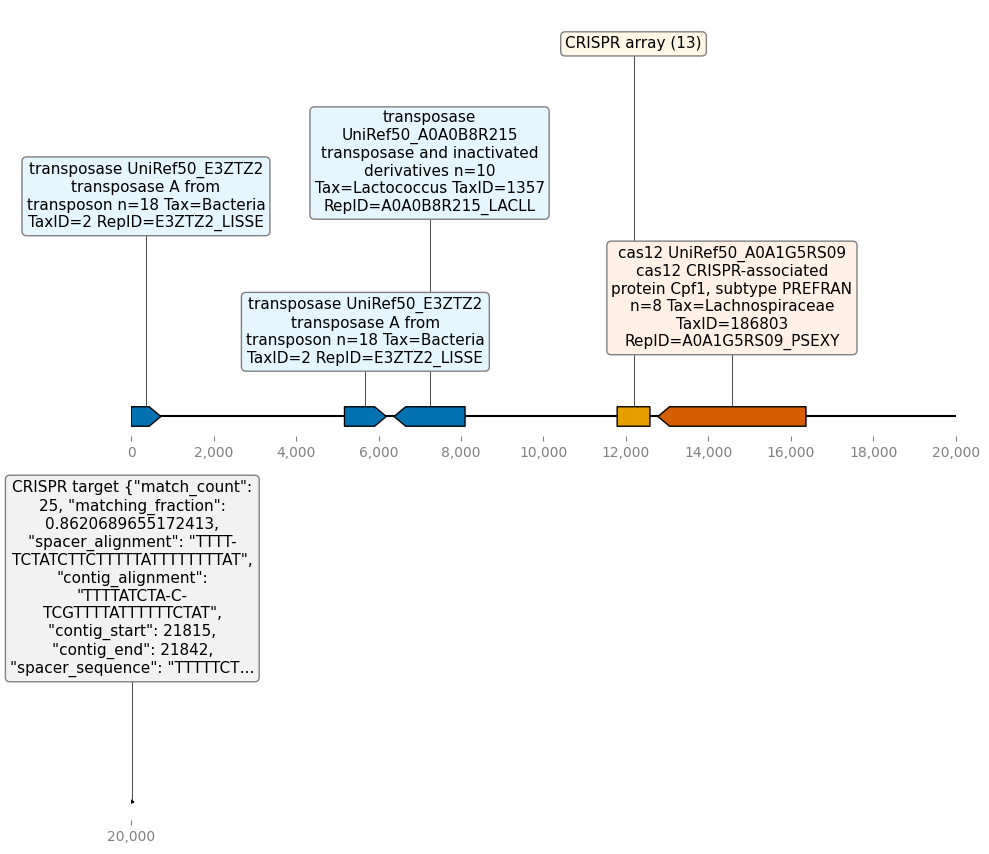 CRISPR array (13)
transposase
UniRef50_A0A0B8R215
transposase and inactivated
derivatives n=10
Tax=Lactococcus TaxID=1357
RepID=A0A0B8R215_LACLL
transposase UniRef50_E3ZTZ2
transposase A from
transposon n=18 Tax=Bacteria
TaxID=2 RepID=E3ZTZ2_LISSE
cas12 UniRef50_A0A1G5RS09
cas12 CRISPR-associated
protein Cpf1, subtype PREFRAN
n=8 Tax=Lachnospiraceae
TaxID=186803
RepID=A0A1G5RS09_PSEXY
transposase UniRef50_E3ZTZ2
transposase A from
transposon n=18 Tax=Bacteria
TaxID=2 RepID=E3ZTZ2_LISSE
0 2,000 4,000 6,000 8,000 10,000 12,000 14,000 16,000 18,000 20,000
CRISPR target {"match_count":
25, "matching_fraction":
0.8620689655172413,
"spacer_alignment": "TTTT-
TCTATCTTCTTTTTATTTTTTTTAT",
"contig_alignment":
"TTTTATCTA-C-
TCGTTTTATTTTTTCTAT",
"contig_start": 21815,
"contig_end": 21842,
"spacer_sequence": "TTTTTCT...
20,000